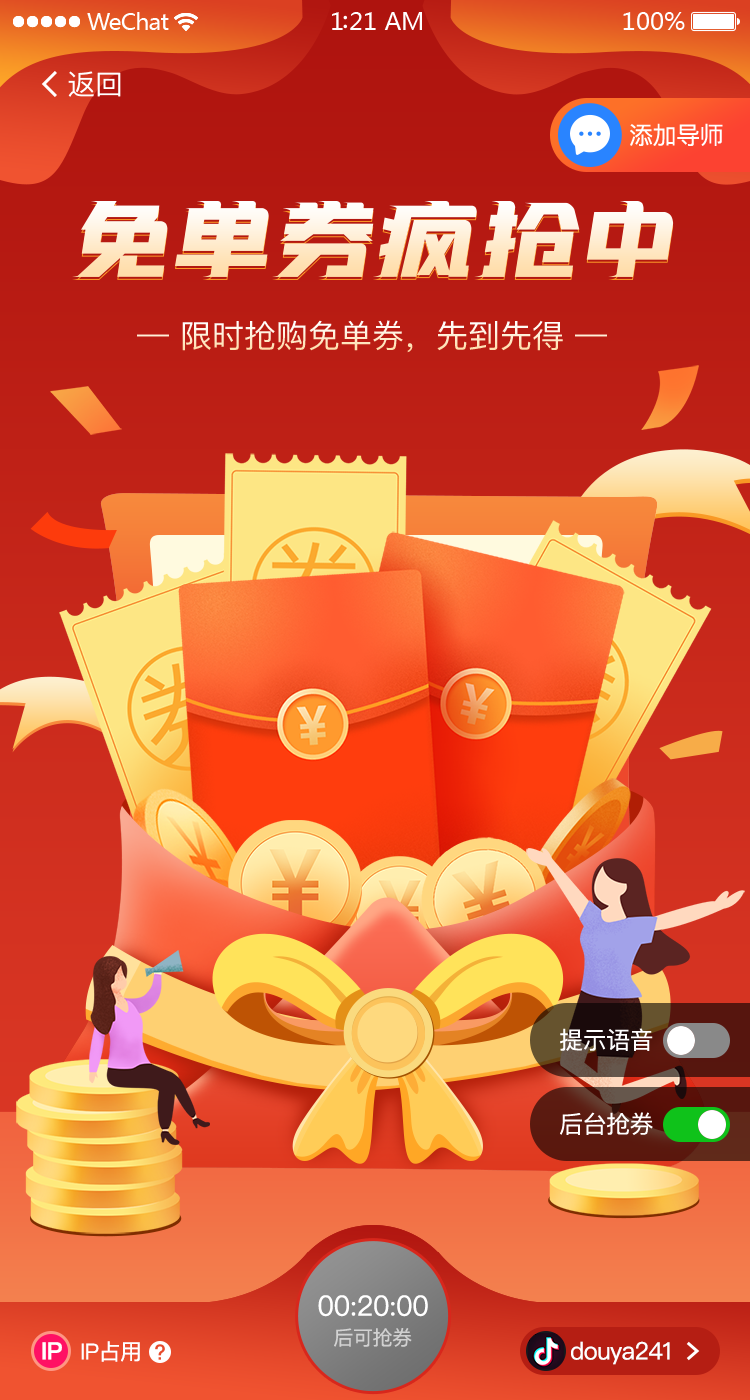 WeChat 1:21 AM 100%
返回
添加导师
免单券疯抢中
— 限时抢购免单券，先到先得 —
券
券
¥ ¥
¥ ¥ ¥ ¥ ¥
提示语音
后台抢券
00:20:00
后可抢券
IP IP占用 ?
douya241